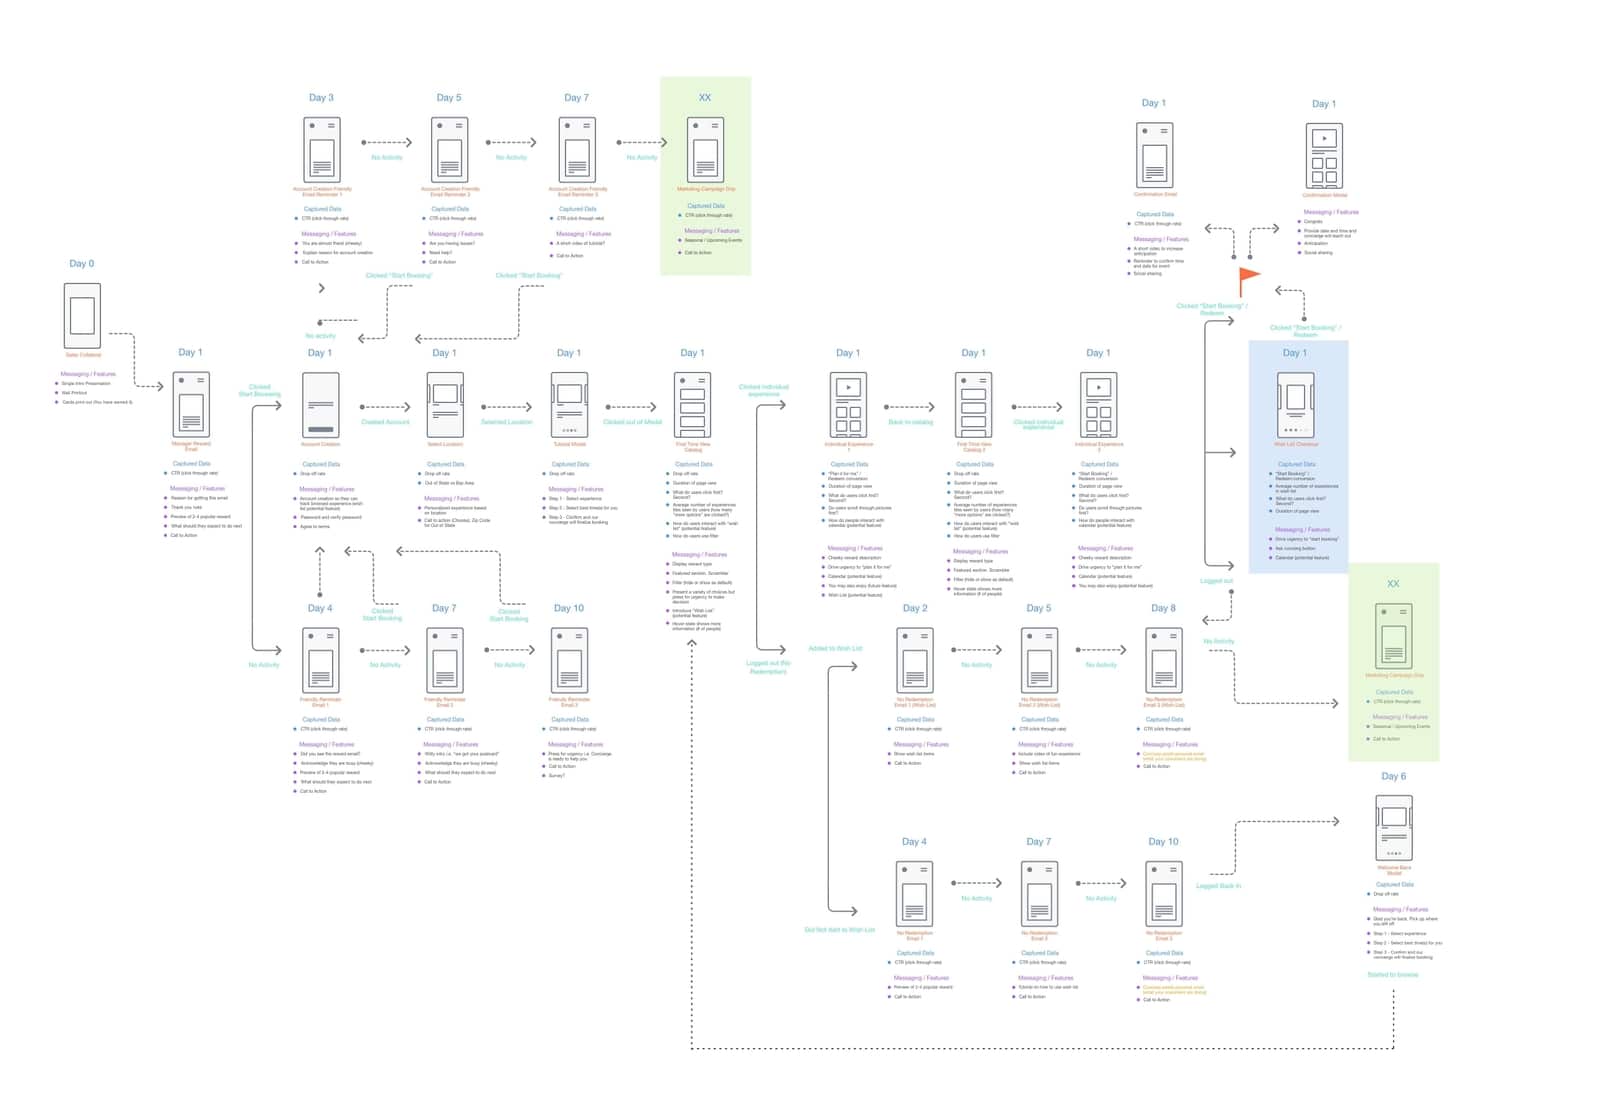 Day 3
Day 5
Day 7
XX
No Activity
No Activity
No Activity
Account Creation Friendly
Email Reminder 1
Account Creation Friendly
Email Reminder 2
Account Creation Friendly
Email Reminder 3
Marketing Campaign Drip
Captured Data
CTR (click through rate)
Messaging / Features
You are almost there! (cheeky)
Explain reason for account creation
Call to Action
Captured Data
CTR (click through rate)
Messaging / Features
Are you having issues?
Need help?
Call to Action
Captured Data
CTR (click through rate)
Messaging / Features
A short video of tutorial?
Call to Action
Captured Data
CTR (click through rate)
Messaging / Features
Seasonal / Upcoming Events
Call to Action
Clicked "Start Booking"
Clicked "Start Booking"
No activity
Day 1
Confirmation Email
Captured Data
CTR (click through rate)
Messaging / Features
A short video to increase
anticipation
Reminder to confirm time
and date for event
Social sharing
Day 1
Confirmation Modal
Messaging / Features
Congrats
Provide date and time and
concierge will reach out
Anticipation
Social sharing
Clicked "Start Booking" /
Redeem
Clicked "Start Booking" /
Redeem
Day 0
Sales Collateral
Messaging / Features
Single Intro Presentation
Mail Printout
Cards print out (You have earned it)
Day 1
Manager Reward
Email
Captured Data
CTR (click through rate)
Messaging / Features
Reason for getting this email
Thank you note
Preview of 2-4 popular reward
What should they expect to do next
Call to Action
Clicked
Start Browsing
No Activity
Day 1
Account Creation
Captured Data
Drop off rate
Messaging / Features
Account creation so they can
track browsed experience (wish
list potential feature)
Password and verify password
Agree to terms
Created Account
Day 1
Select Location
Captured Data
Drop off rate
Out of State vs Bay Area
Messaging / Features
Personalized experience based
on location
Call to action (Choose), Zip Code
for Out of State
Selected Location
Day 1
Tutorial Modal
Captured Data
Drop off rate
Messaging / Features
Step 1 - Select experience
Step 2 - Select best time(s) for you
Step 3 - Confirm and our
concierge will finalize booking
Clicked out of Modal
Day 1
First Time View
Catalog
Captured Data
Drop off rate
Duration of page view
What do users click first?
Second?
Average number of experiences
tiles seen by users (how many
"more options" are clicked?)
How do users interact with "wish
list" (potential feature)
How do users use filter
Messaging / Features
Display reward type
Featured section, Scrambler
Filter (hide or show as default)
Present a variety of choices but
press for urgency to make
decision
Introduce "Wish List"
(potential feature)
Hover state shows more
information (# of people)
Clicked individual
experience
Logged out (No
Redemption)
Day 1
Individual Experience
1
Captured Data
"Plan it for me" /
Redeem conversion
Duration of page view
What do users click first?
Second?
Do users scroll through pictures
first?
How do people interact with
calendar (potential feature)
Messaging / Features
Cheeky reward description
Drive urgency to "plan it for me"
Calendar (potential feature)
You may also enjoy (future feature)
Wish List (potential feature)
Back to catalog
Day 1
First Time View
Catalog 2
Captured Data
Drop off rate
Duration of page view
What do users click first?
Second?
Average number of experiences
tiles seen by users (how many
"more options" are clicked?)
How do users interact with "wish
list" (potential feature)
How do users use filter
Messaging / Features
Display reward type
Featured section, Scrambler
Filter (hide or show as default)
Hover state shows more
information (# of people)
Clicked individual
experience
Day 1
Individual Experience
2
Captured Data
"Start Booking" /
Redeem conversion
Duration of page view
What do users click first?
Second?
Do users scroll through pictures
first?
How do people interact with
calendar (potential feature)
Messaging / Features
Cheeky reward description
Drive urgency to "plan it for me"
Calendar (potential feature)
You may also enjoy (potential feature)
Logged out
Day 1
Wish List Checkout
Captured Data
"Start Booking" /
Redeem conversion
Average number of experiences
in wish list
What do users click first?
Second?
Duration of page view
Messaging / Features
Drive urgency to "start booking"
Ask running button
Calendar (potential feature)
Clicked
Start Booking
Clicked
Start Booking
Day 4
Friendly Reminder
Email 1
Captured Data
CTR (click through rate)
Messaging / Features
Did you see the reward email?
Acknowledge they are busy (cheeky)
Preview of 2-4 popular reward
What should they expect to do next
Call to Action
No Activity
Day 7
Friendly Reminder
Email 2
Captured Data
CTR (click through rate)
Messaging / Features
Witty intro i.e. "we got your postcard"
Acknowledge they are busy (cheeky)
What should they expect to do next
Call to Action
No Activity
Day 10
Friendly Reminder
Email 3
Captured Data
CTR (click through rate)
Messaging / Features
Press for urgency i.e. Concierge
is ready to help you
Call to Action
Survey?
Added to Wish List
Did Not Add to Wish List
Day 2
No Redemption
Email 1 (Wish List)
Captured Data
CTR (click through rate)
Messaging / Features
Show wish list items
Call to Action
No Activity
Day 5
No Redemption
Email 2 (Wish List)
Captured Data
CTR (click through rate)
Messaging / Features
Include video of fun experience
Show wish list items
Call to Action
No Activity
Day 8
No Redemption
Email 3 (Wish List)
Captured Data
CTR (click through rate)
Messaging / Features
Call to Action
No Activity
XX
Marketing Campaign Drip
Captured Data
CTR (click through rate)
Messaging / Features
Seasonal / Upcoming Events
Call to Action
Day 4
No Redemption
Email 1
Captured Data
CTR (click through rate)
Messaging / Features
Preview of 2-4 popular reward
Call to Action
No Activity
Day 7
No Redemption
Email 2
Captured Data
CTR (click through rate)
Messaging / Features
Tutorial on how to use wish list
Call to Action
No Activity
Day 10
No Redemption
Email 3
Captured Data
CTR (click through rate)
Messaging / Features
Call to Action
Logged Back In
Day 6
Welcome Back
Modal
Captured Data
Drop off rate
Messaging / Features
Glad you're back. Pick up where
you left off
Step 1 - Select experience
Step 2 - Select best time(s) for you
Step 3 - Confirm and our
concierge will finalize booking
Started to browse